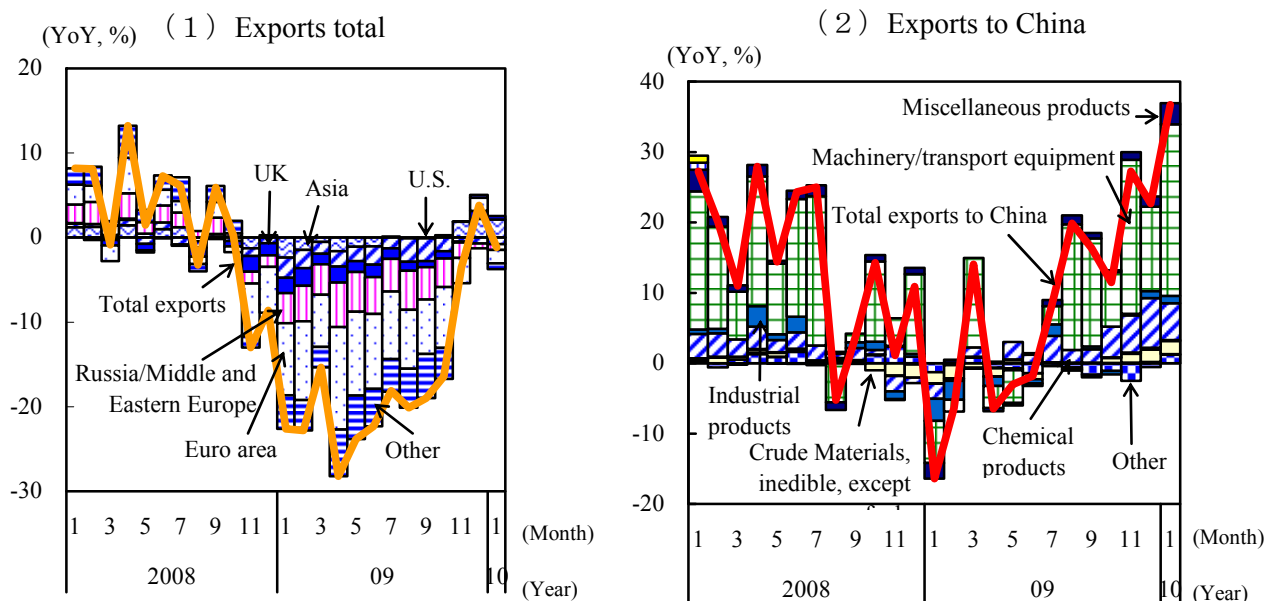 （１） Exports total
(YoY, %)
20
10
0
-10
-20
-30
UK
Asia
U.S.
Total exports
Russia/Middle and
Eastern Europe
Euro area
Other
1 3 5 7 9 11 1 3 5 7 9 11 1
(Month)
2008 09 10
(Year)
（２） Exports to China
(YoY, %)
40
30
20
10
0
-10
-20
Miscellaneous products
Machinery/transport equipment
Total exports to China
Industrial
products
Crude Materials,
inedible, except
Chemical
products
Other
1 3 5 7 9 11 1 3 5 7 9 11 1
(Month)
2008 09 10
(Year)